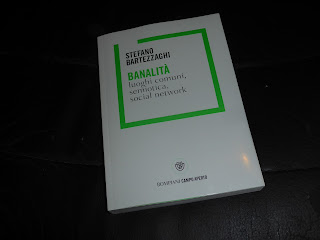 STEFANO
BARTEZZAGHI
BANALITÀ
luoghi comuni,
semiotica,
social network
BOMPIANI CAMPO APERTO